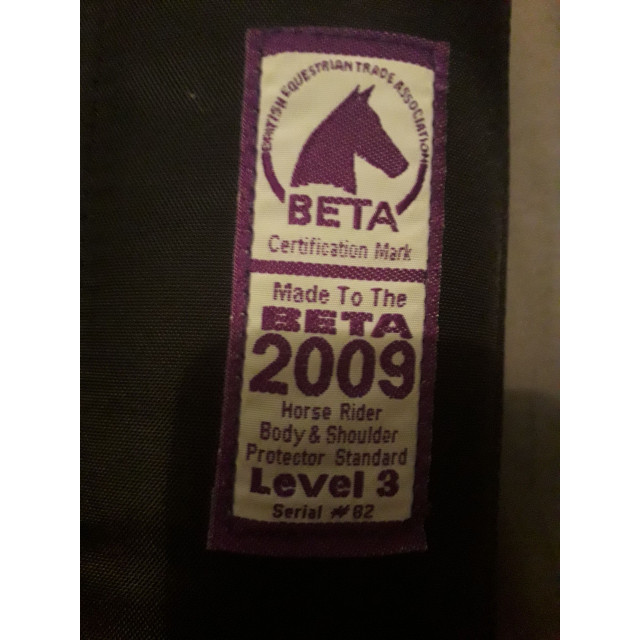 BRITISH EQUESTRIAN TRADE ASSOCIATION
BETA
Certification Mark
Made To The
BETA
2009
Horse Rider
Body & Shoulder
Protector Standard
Level 3
Serial #82